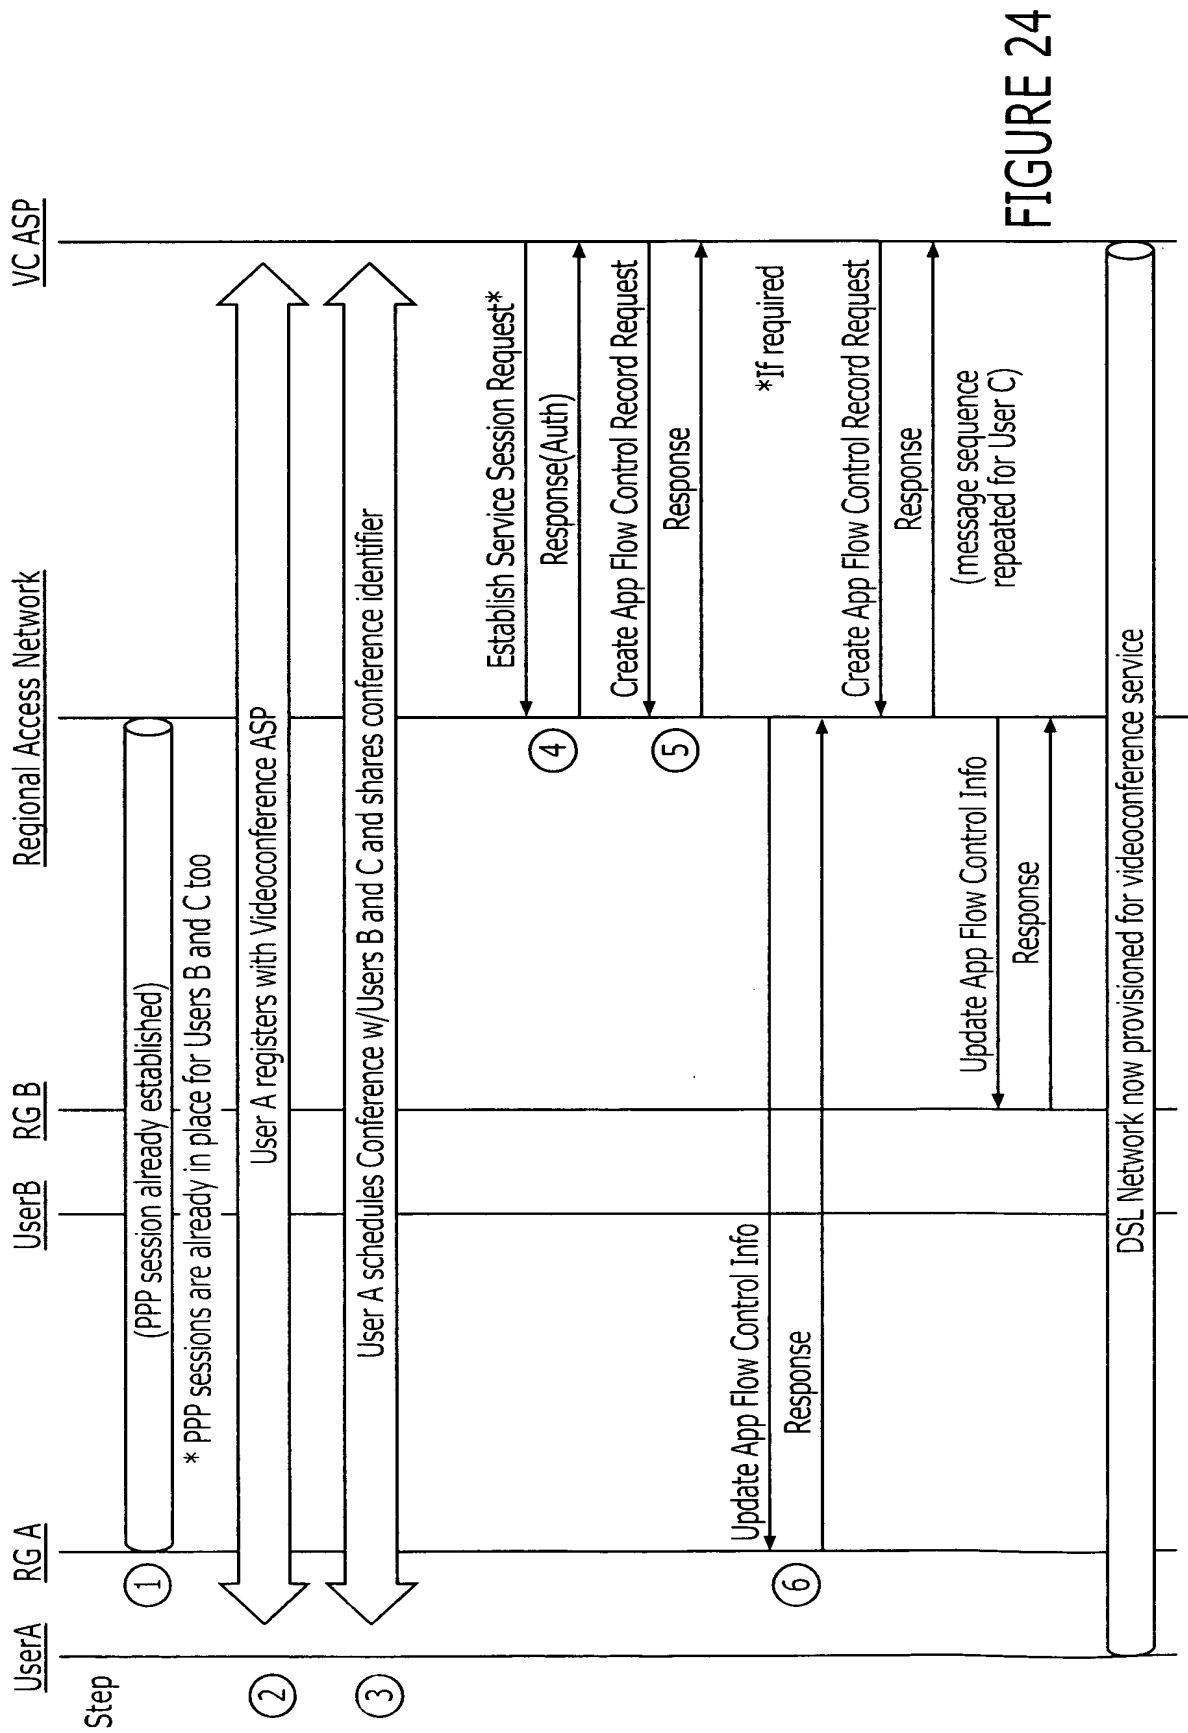 UserA
RG A
UserB
RG B
Regional Access Network
VC ASP
Step
1
(PPP session already established)
* PPP sessions are already in place for Users B and C too
2
User A registers with Videoconference ASP
3
User A schedules Conference w/Users B and C and shares conference identifier
Establish Service Session Request*
4
Response(Auth)
Create App Flow Control Record Request
5
Response
Update App Flow Control Info
*If required
6
Response
Create App Flow Control Record Request
Response
(message sequence
repeated for User C)
Update App Flow Control Info
Response
DSL Network now provisioned for videoconference service
FIGURE 24